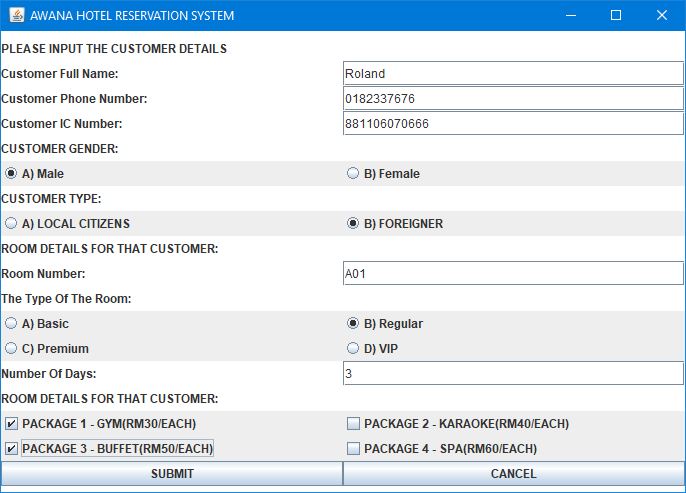 AWANA HOTEL RESERVATION SYSTEM
PLEASE INPUT THE CUSTOMER DETAILS
Customer Full Name: Roland
Customer Phone Number: 0182337676
Customer IC Number: 881106070666
CUSTOMER GENDER:
A) Male B) Female
CUSTOMER TYPE:
A) LOCAL CITIZENS B) FOREIGNER
ROOM DETAILS FOR THAT CUSTOMER:
Room Number: A01
The Type Of The Room:
A) Basic B) Regular
C) Premium D) VIP
Number Of Days: 3
ROOM DETAILS FOR THAT CUSTOMER:
PACKAGE 1 - GYM(RM30/EACH) PACKAGE 2 - KARAOKE(RM40/EACH)
PACKAGE 3 - BUFFET(RM50/EACH) PACKAGE 4 - SPA(RM60/EACH)
SUBMIT CANCEL